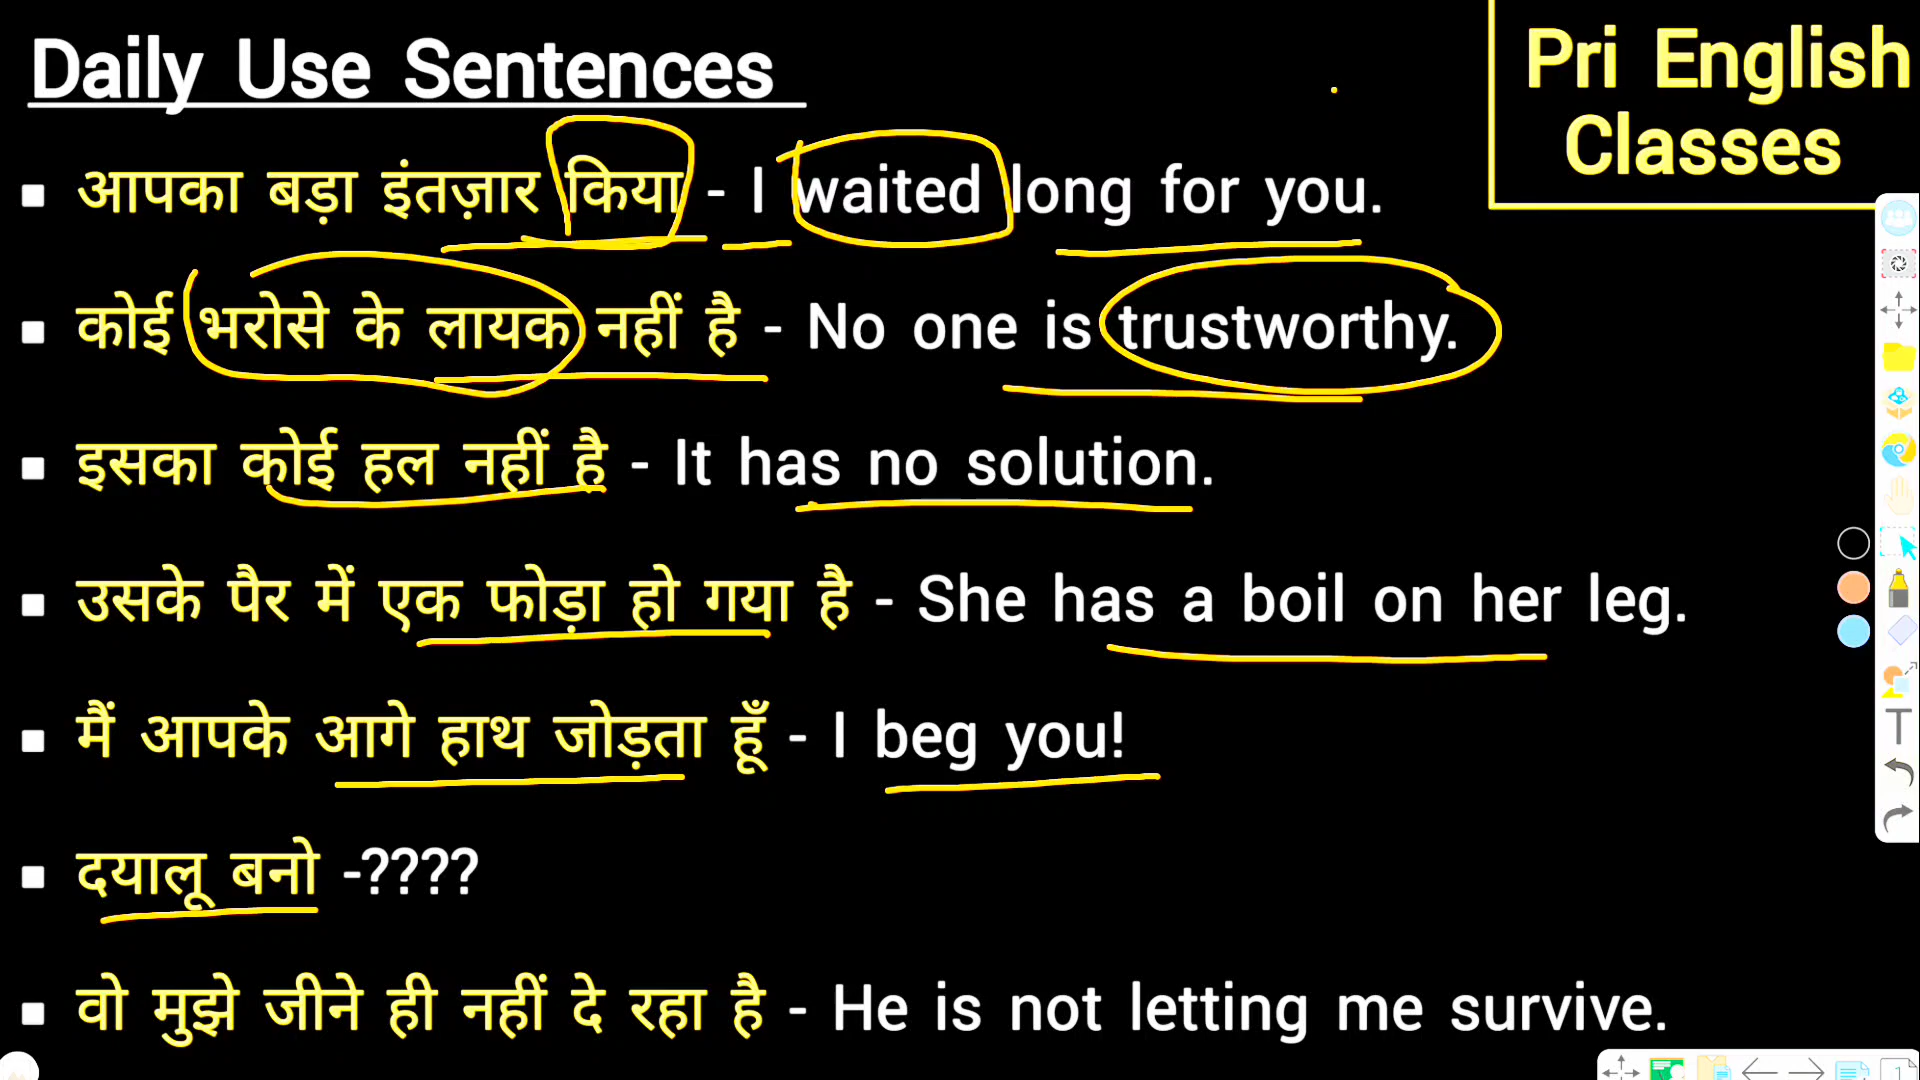 Daily Use Sentences
Pri English
Classes
▪ आपका बड़ा इंतज़ार किया - I waited long for you.
▪ कोई भरोसे के लायक नहीं है - No one is trustworthy.
▪ इसका कोई हल नहीं है - It has no solution.
▪ उसके पैर में एक फोड़ा हो गया है - She has a boil on her leg.
▪ मैं आपके आगे हाथ जोड़ता हूँ - I beg you!
▪ दयालू बनो -????
▪ वो मुझे जीने ही नहीं दे रहा है - He is not letting me survive.
T
1